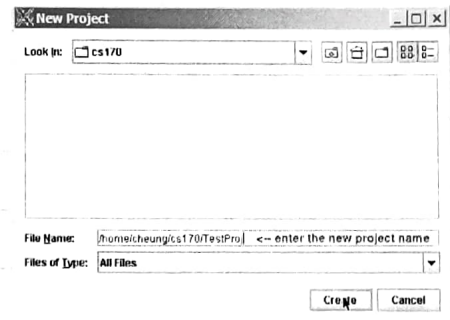 New Project
Look In: cs170
File Name: /home/cheung/cs170/TestProj <-- enter the new project name
Files of Type: All Files
Create Cancel